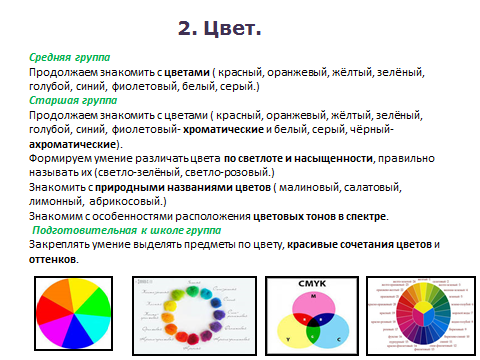 2. Цвет.
Средняя группа
Продолжаем знакомить с цветами ( красный, оранжевый, жёлтый, зелёный,
голубой, синий, фиолетовый, белый, серый.)
Старшая группа
Продолжаем знакомить с цветами ( красный, оранжевый, жёлтый, зелёный,
голубой, синий, фиолетовый- хроматические и белый, серый, чёрный-
ахроматические).
Формируем умение различать цвета по светлоте и насыщенности, правильно
называть их (светло-зелёный, светло-розовый.)
Знакомить с природными названиями цветов ( малиновый, салатовый,
лимонный, абрикосовый.)
Знакомим с особенностями расположения цветовых тонов в спектре.
Подготовительная к школе группа
Закреплять умение выделять предметы по цвету, красивые сочетания цветов и
оттенков.
CMYK
M
Y
C